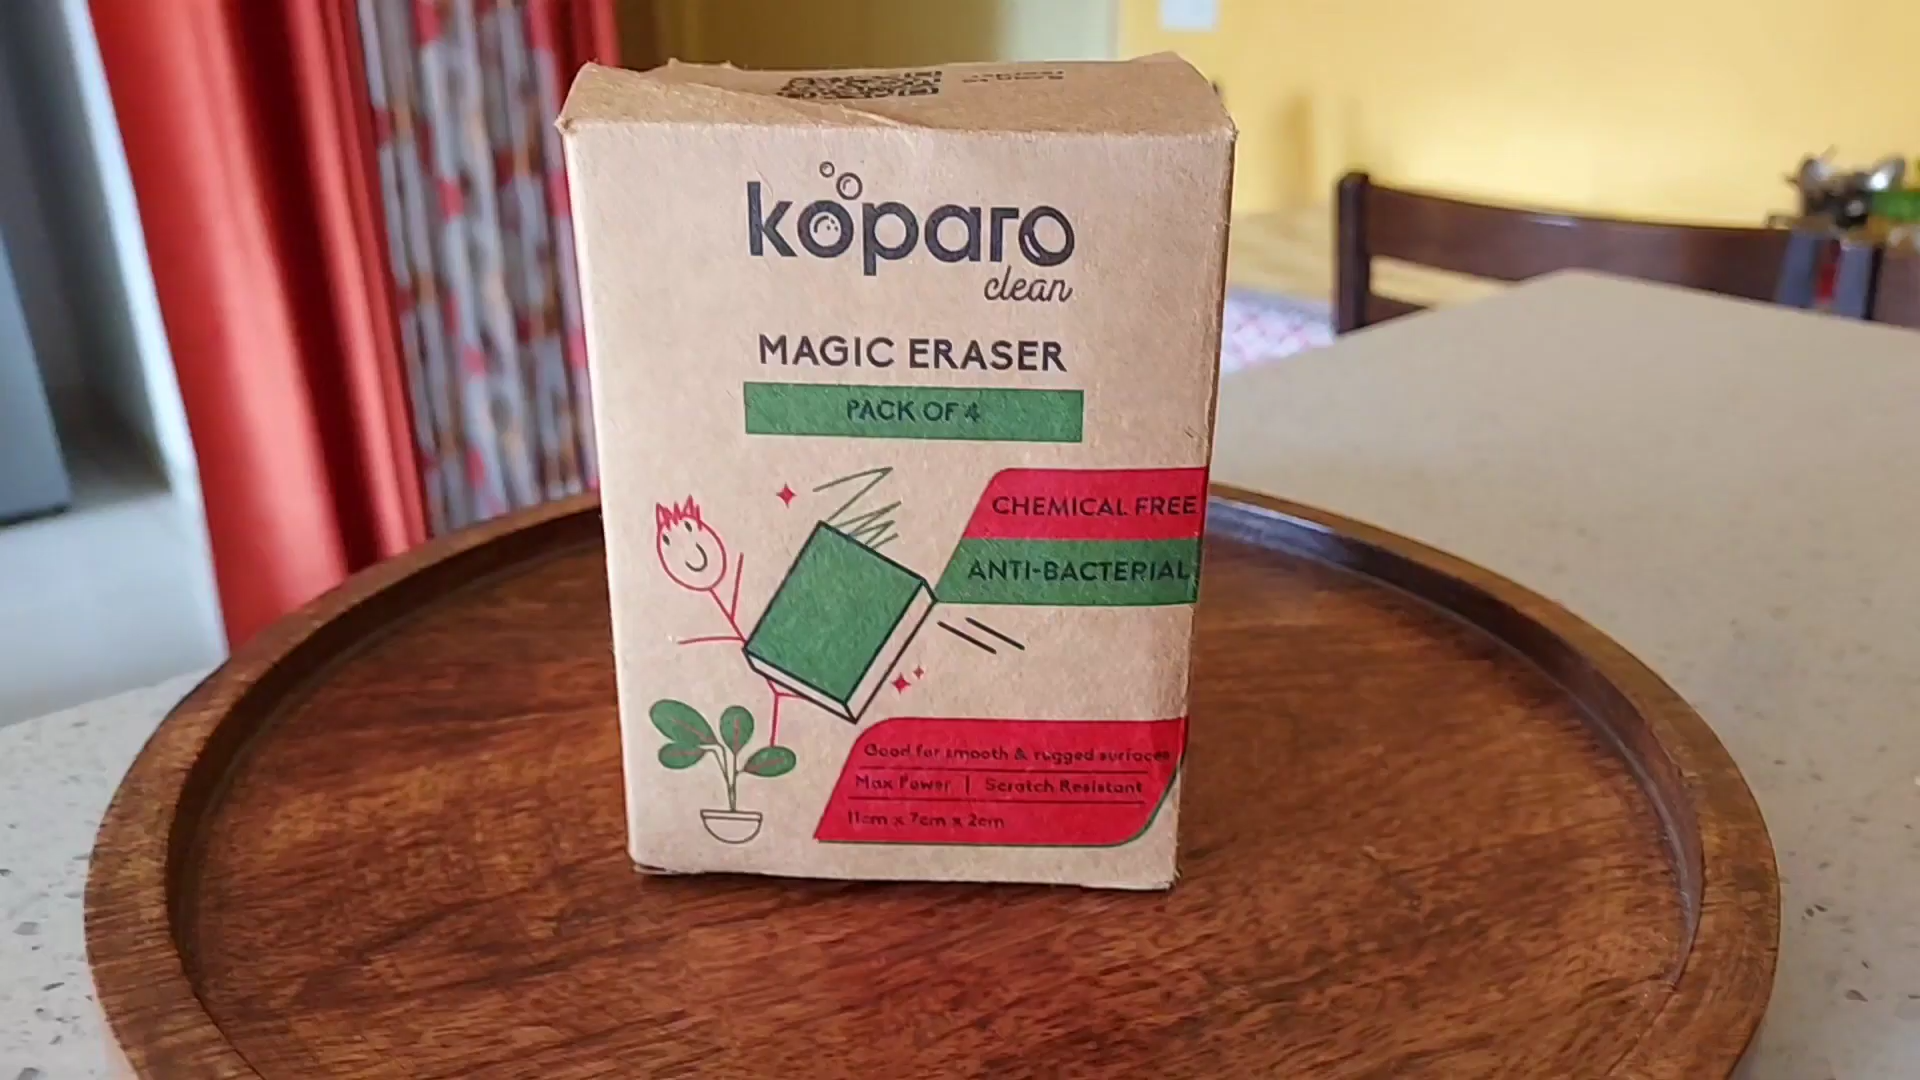 koparo
clean
MAGIC ERASER
PACK OF 4
CHEMICAL FREE
ANTI-BACTERIAL
Good for smooth & rugged surfaces
Max Power | Scratch Resistant
11cm x 7cm x 2cm